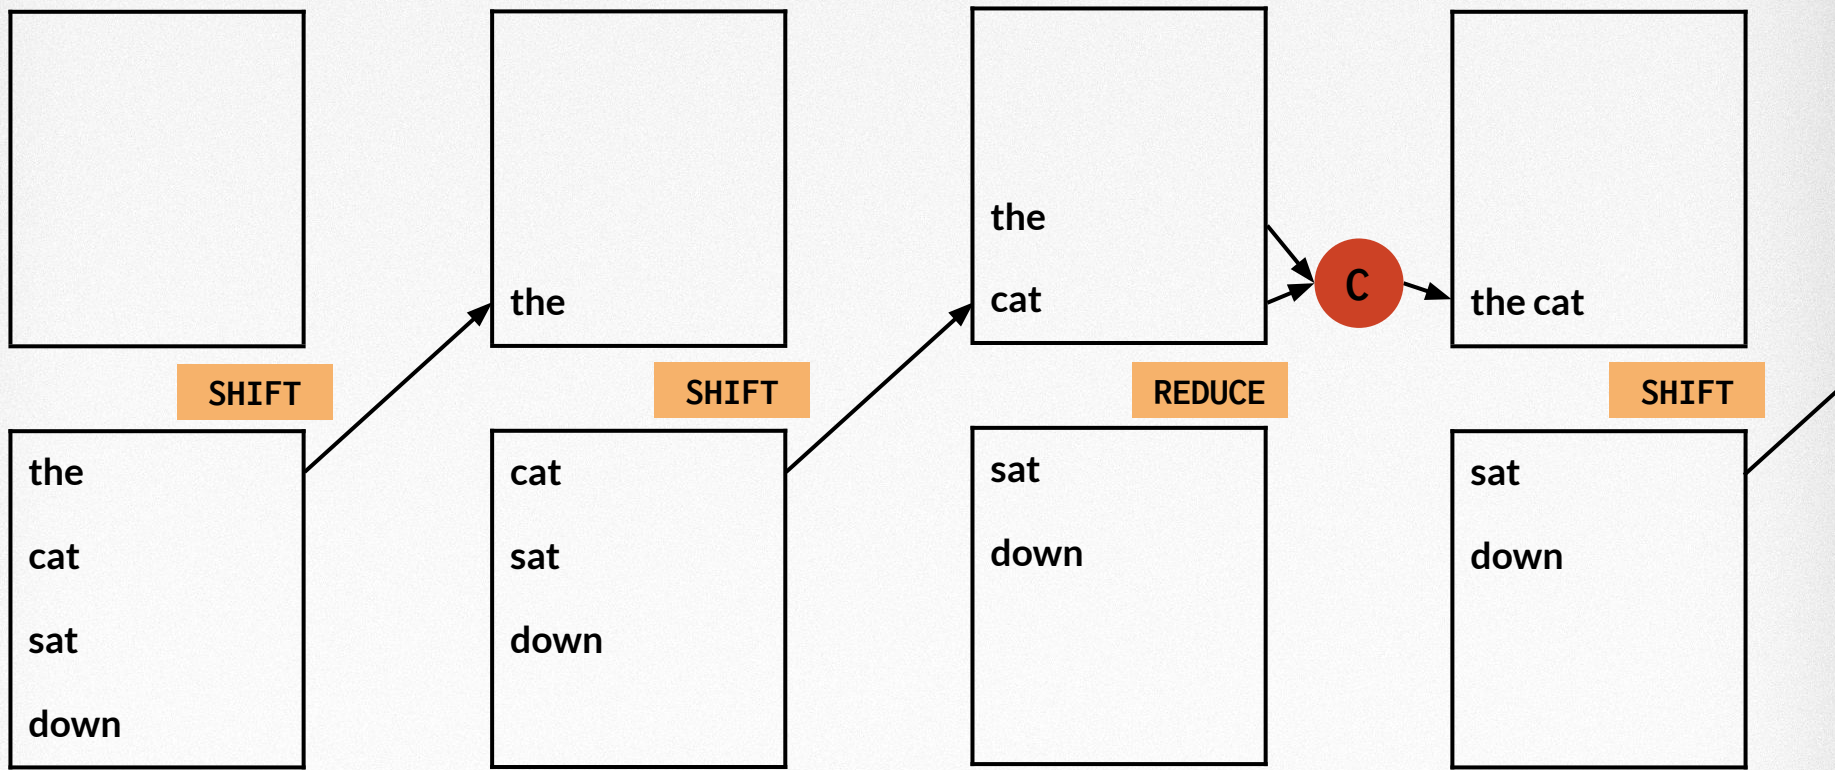 the
the
cat
C
the cat
SHIFT
SHIFT
REDUCE
SHIFT
the
cat
sat
down
cat
sat
down
sat
down
sat
down